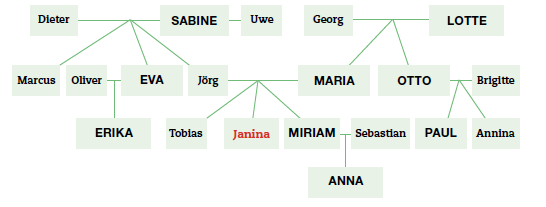 Dieter SABINE Uwe Georg LOTTE
Marcus Oliver EVA Jörg MARIA OTTO Brigitte
ERIKA Tobias Janina MIRIAM Sebastian PAUL Annina
ANNA